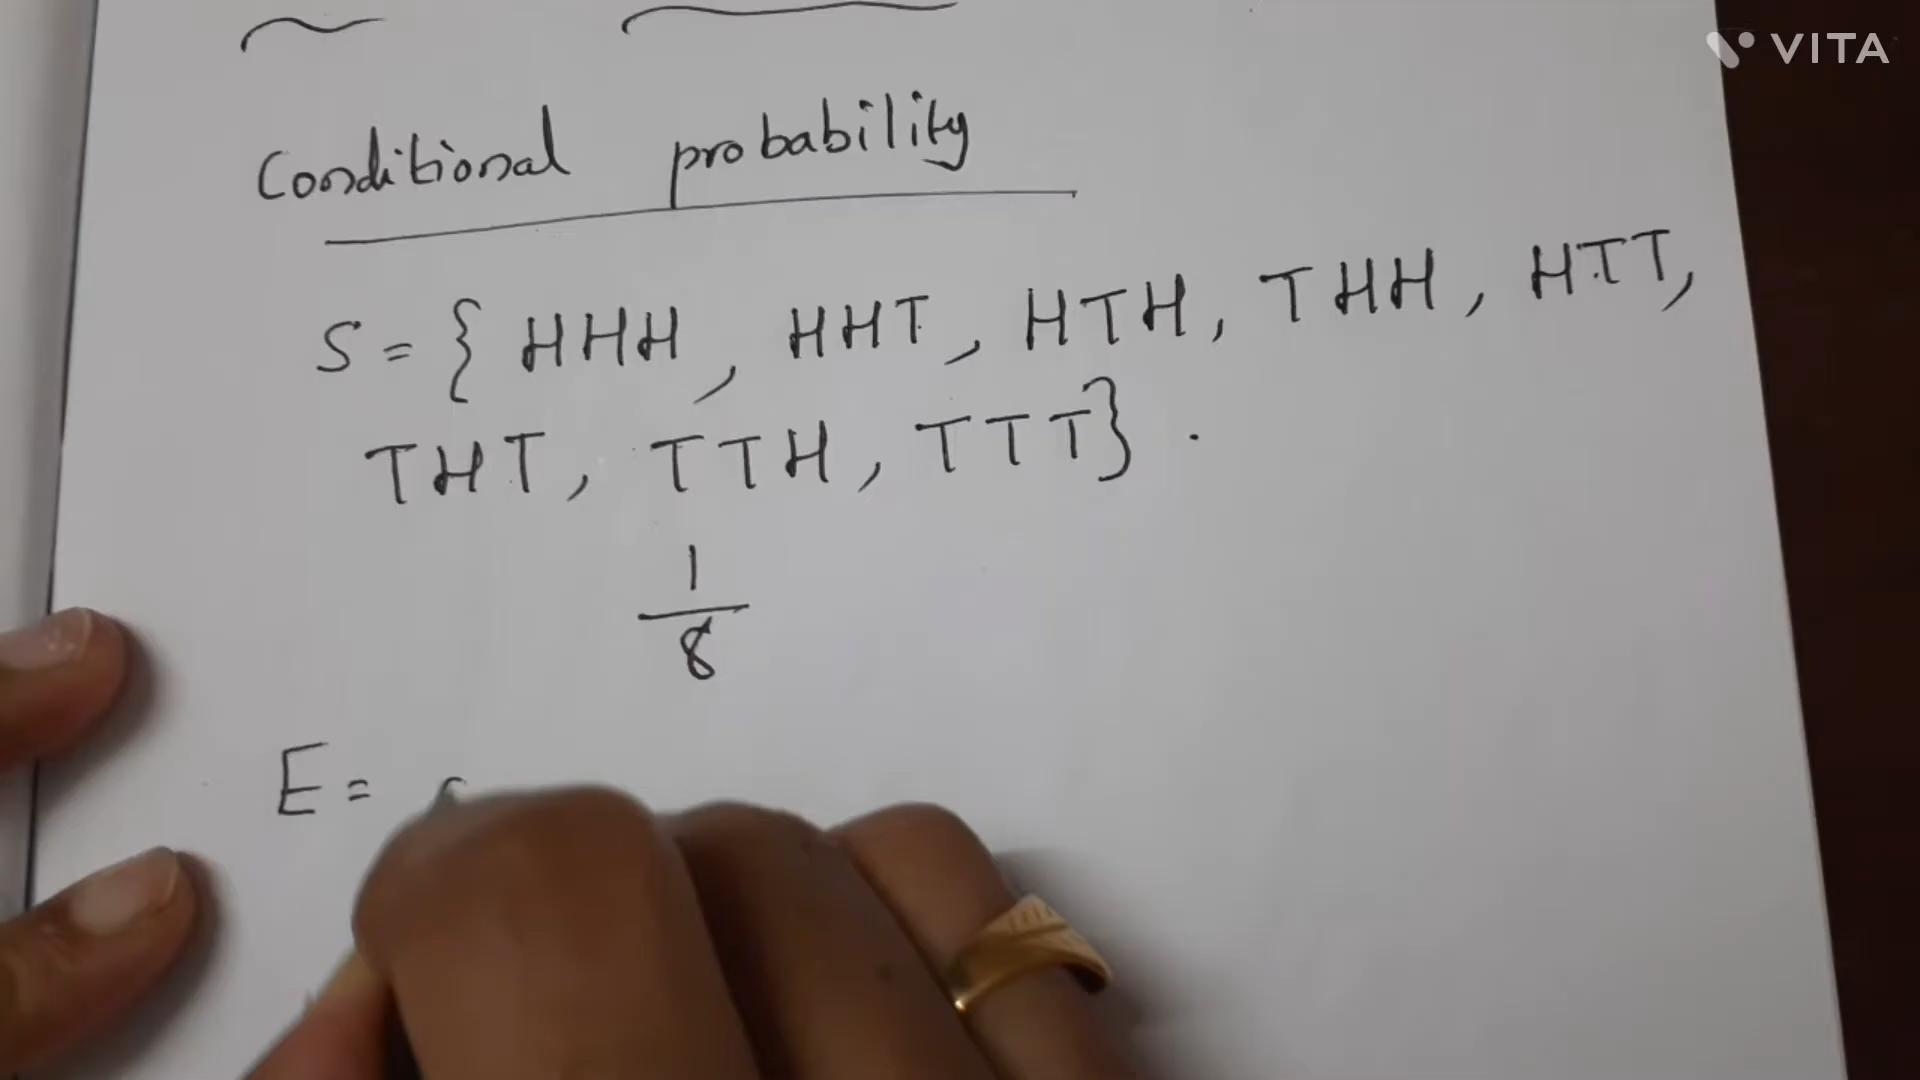 VITA
Conditional probability
S = { HHH, HHT, HTH, THH, HTT,
THT, TTH, TTT}.
1
8
E =